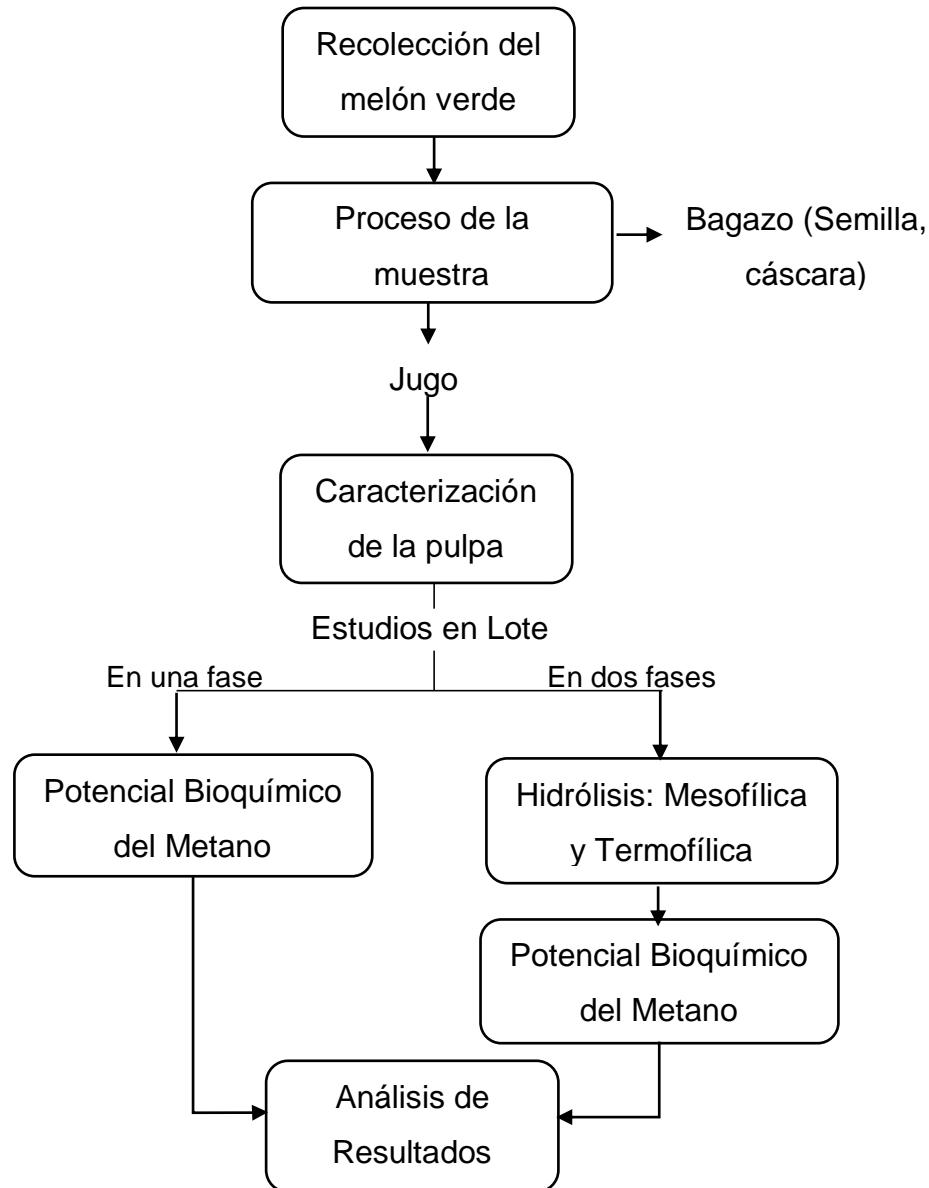 Recolección del
melón verde
Proceso de la
muestra
Bagazo (Semilla,
cáscara)
Jugo
Caracterización
de la pulpa
Estudios en Lote
En una fase
En dos fases
Potencial Bioquímico
del Metano
Hidrólisis: Mesofílica
y Termofílica
Potencial Bioquímico
del Metano
Análisis de
Resultados